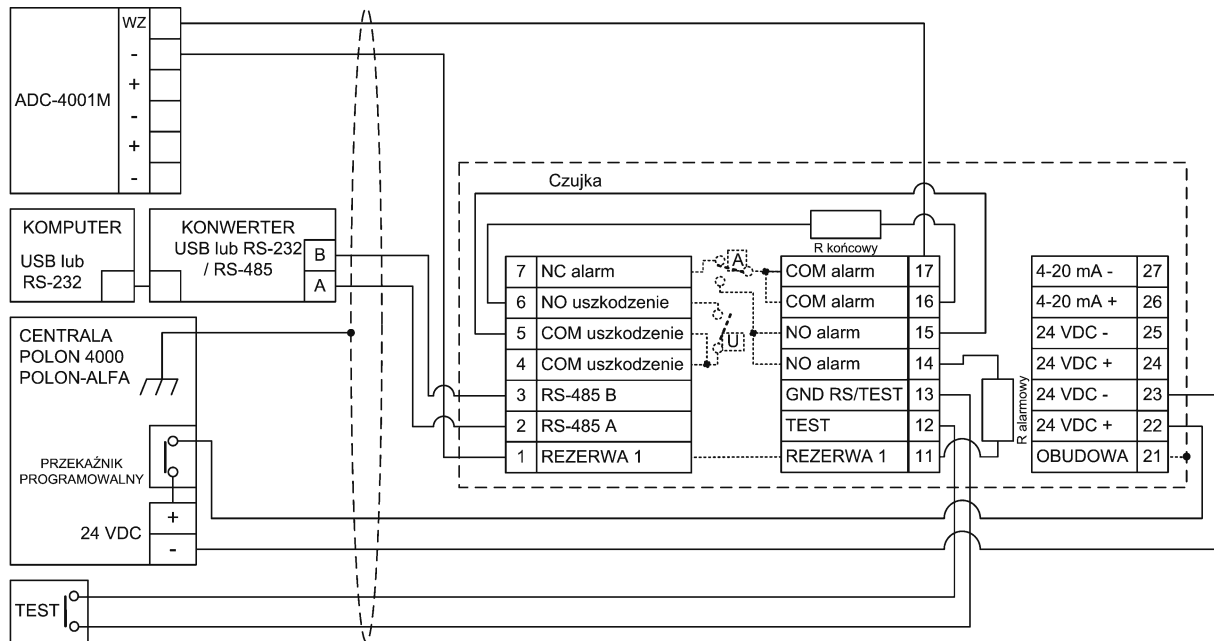 ADC-4001M
WZ
-
+
-
+
-
KOMPUTER
USB lub
RS-232
KONWERTER
USB lub RS-232
/ RS-485
B
A
CENTRALA
POLON 4000
POLON-ALFA
PRZEKAŹNIK
PROGRAMOWALNY
24 VDC
+
-
TEST
Czujka
R końcowy
7 NC alarm
6 NO uszkodzenie
5 COM uszkodzenie
4 COM uszkodzenie
3 RS-485 B
2 RS-485 A
1 REZERWA 1
A
U
COM alarm 17
COM alarm 16
NO alarm 15
NO alarm 14
GND RS/TEST 13
TEST 12
REZERWA 1 11
R alarmowy
4-20 mA - 27
4-20 mA + 26
24 VDC - 25
24 VDC + 24
24 VDC - 23
24 VDC + 22
OBUDOWA 21